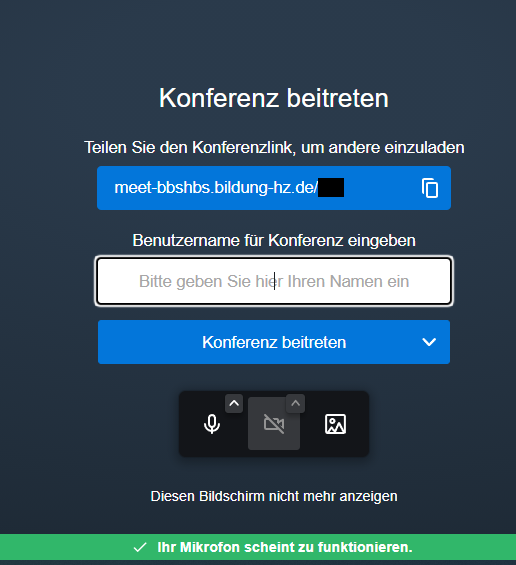 Konferenz beitreten
Teilen Sie den Konferenzlink, um andere einzuladen
meet-bbshbs.bildung-hz.de/
Benutzername für Konferenz eingeben
Bitte geben Sie hier Ihren Namen ein
Konferenz beitreten
Diesen Bildschirm nicht mehr anzeigen
Ihr Mikrofon scheint zu funktionieren.